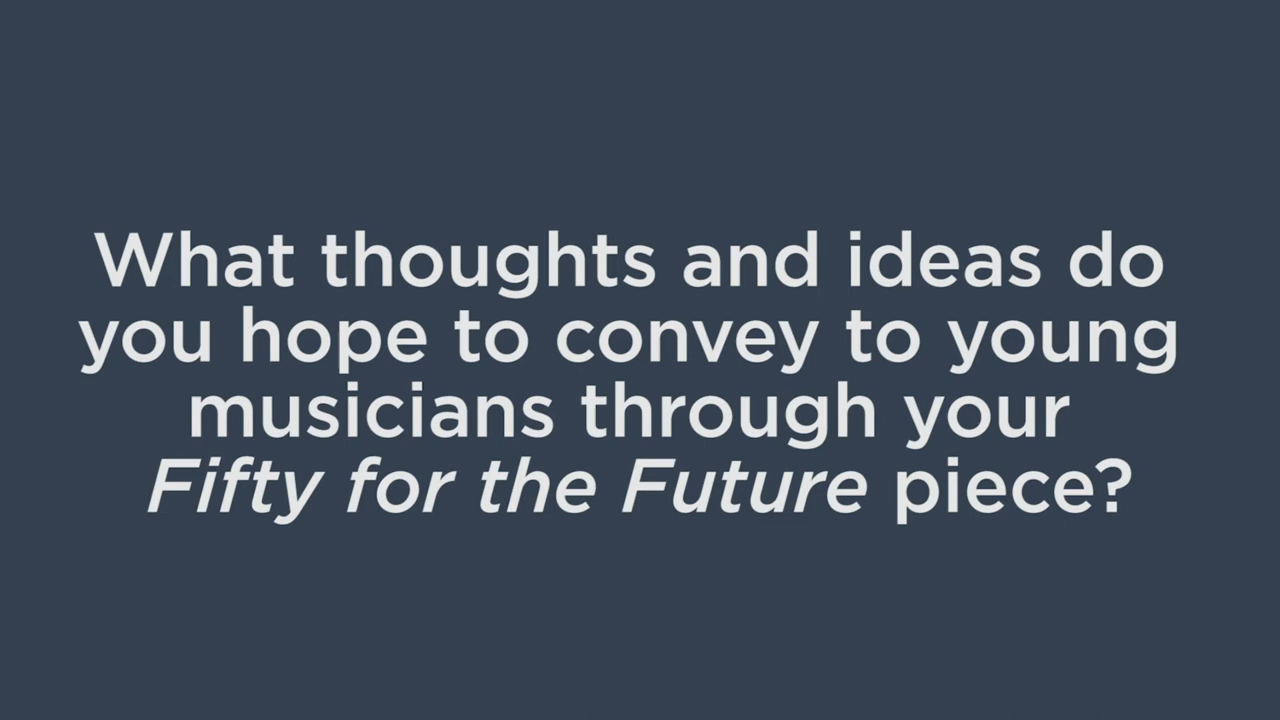 What thoughts and ideas do
you hope to convey to young
musicians through your
Fifty for the Future piece?